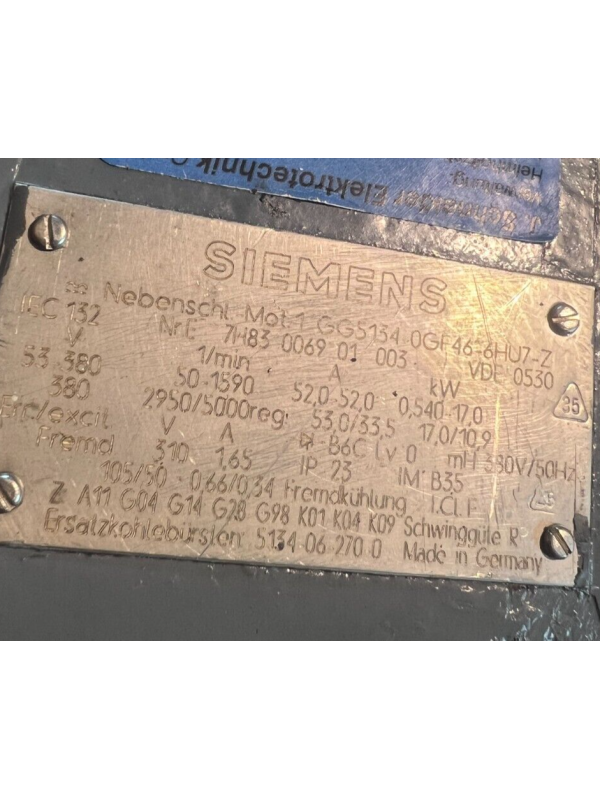 J. Schneider Elektrotechnik G
SIEMENS
Nebenschl. Mot. 1 GG5134 0GF46-6HU7-Z
IEC 132 Nr.E 7H83 0069 01 003 VDE 0530
V 1/min A kW
53-380 50-1590 52,0-52,0 0,540-17,0 35
380 2950/5000reg. 53,0/33,5 17,0/10,9
Err./excit V A B6C Lv 0 mH 380V/50Hz
Fremd 310 1,65 IP 23 IM B35
105/50 0,66/0,34 Fremdkühlung I.Cl.F
Z A11 G04 G14 G28 G98 K01 K04 K09 Schwinggüte R
Ersatzkohlebürsten 5134 06 270 0 Made in Germany